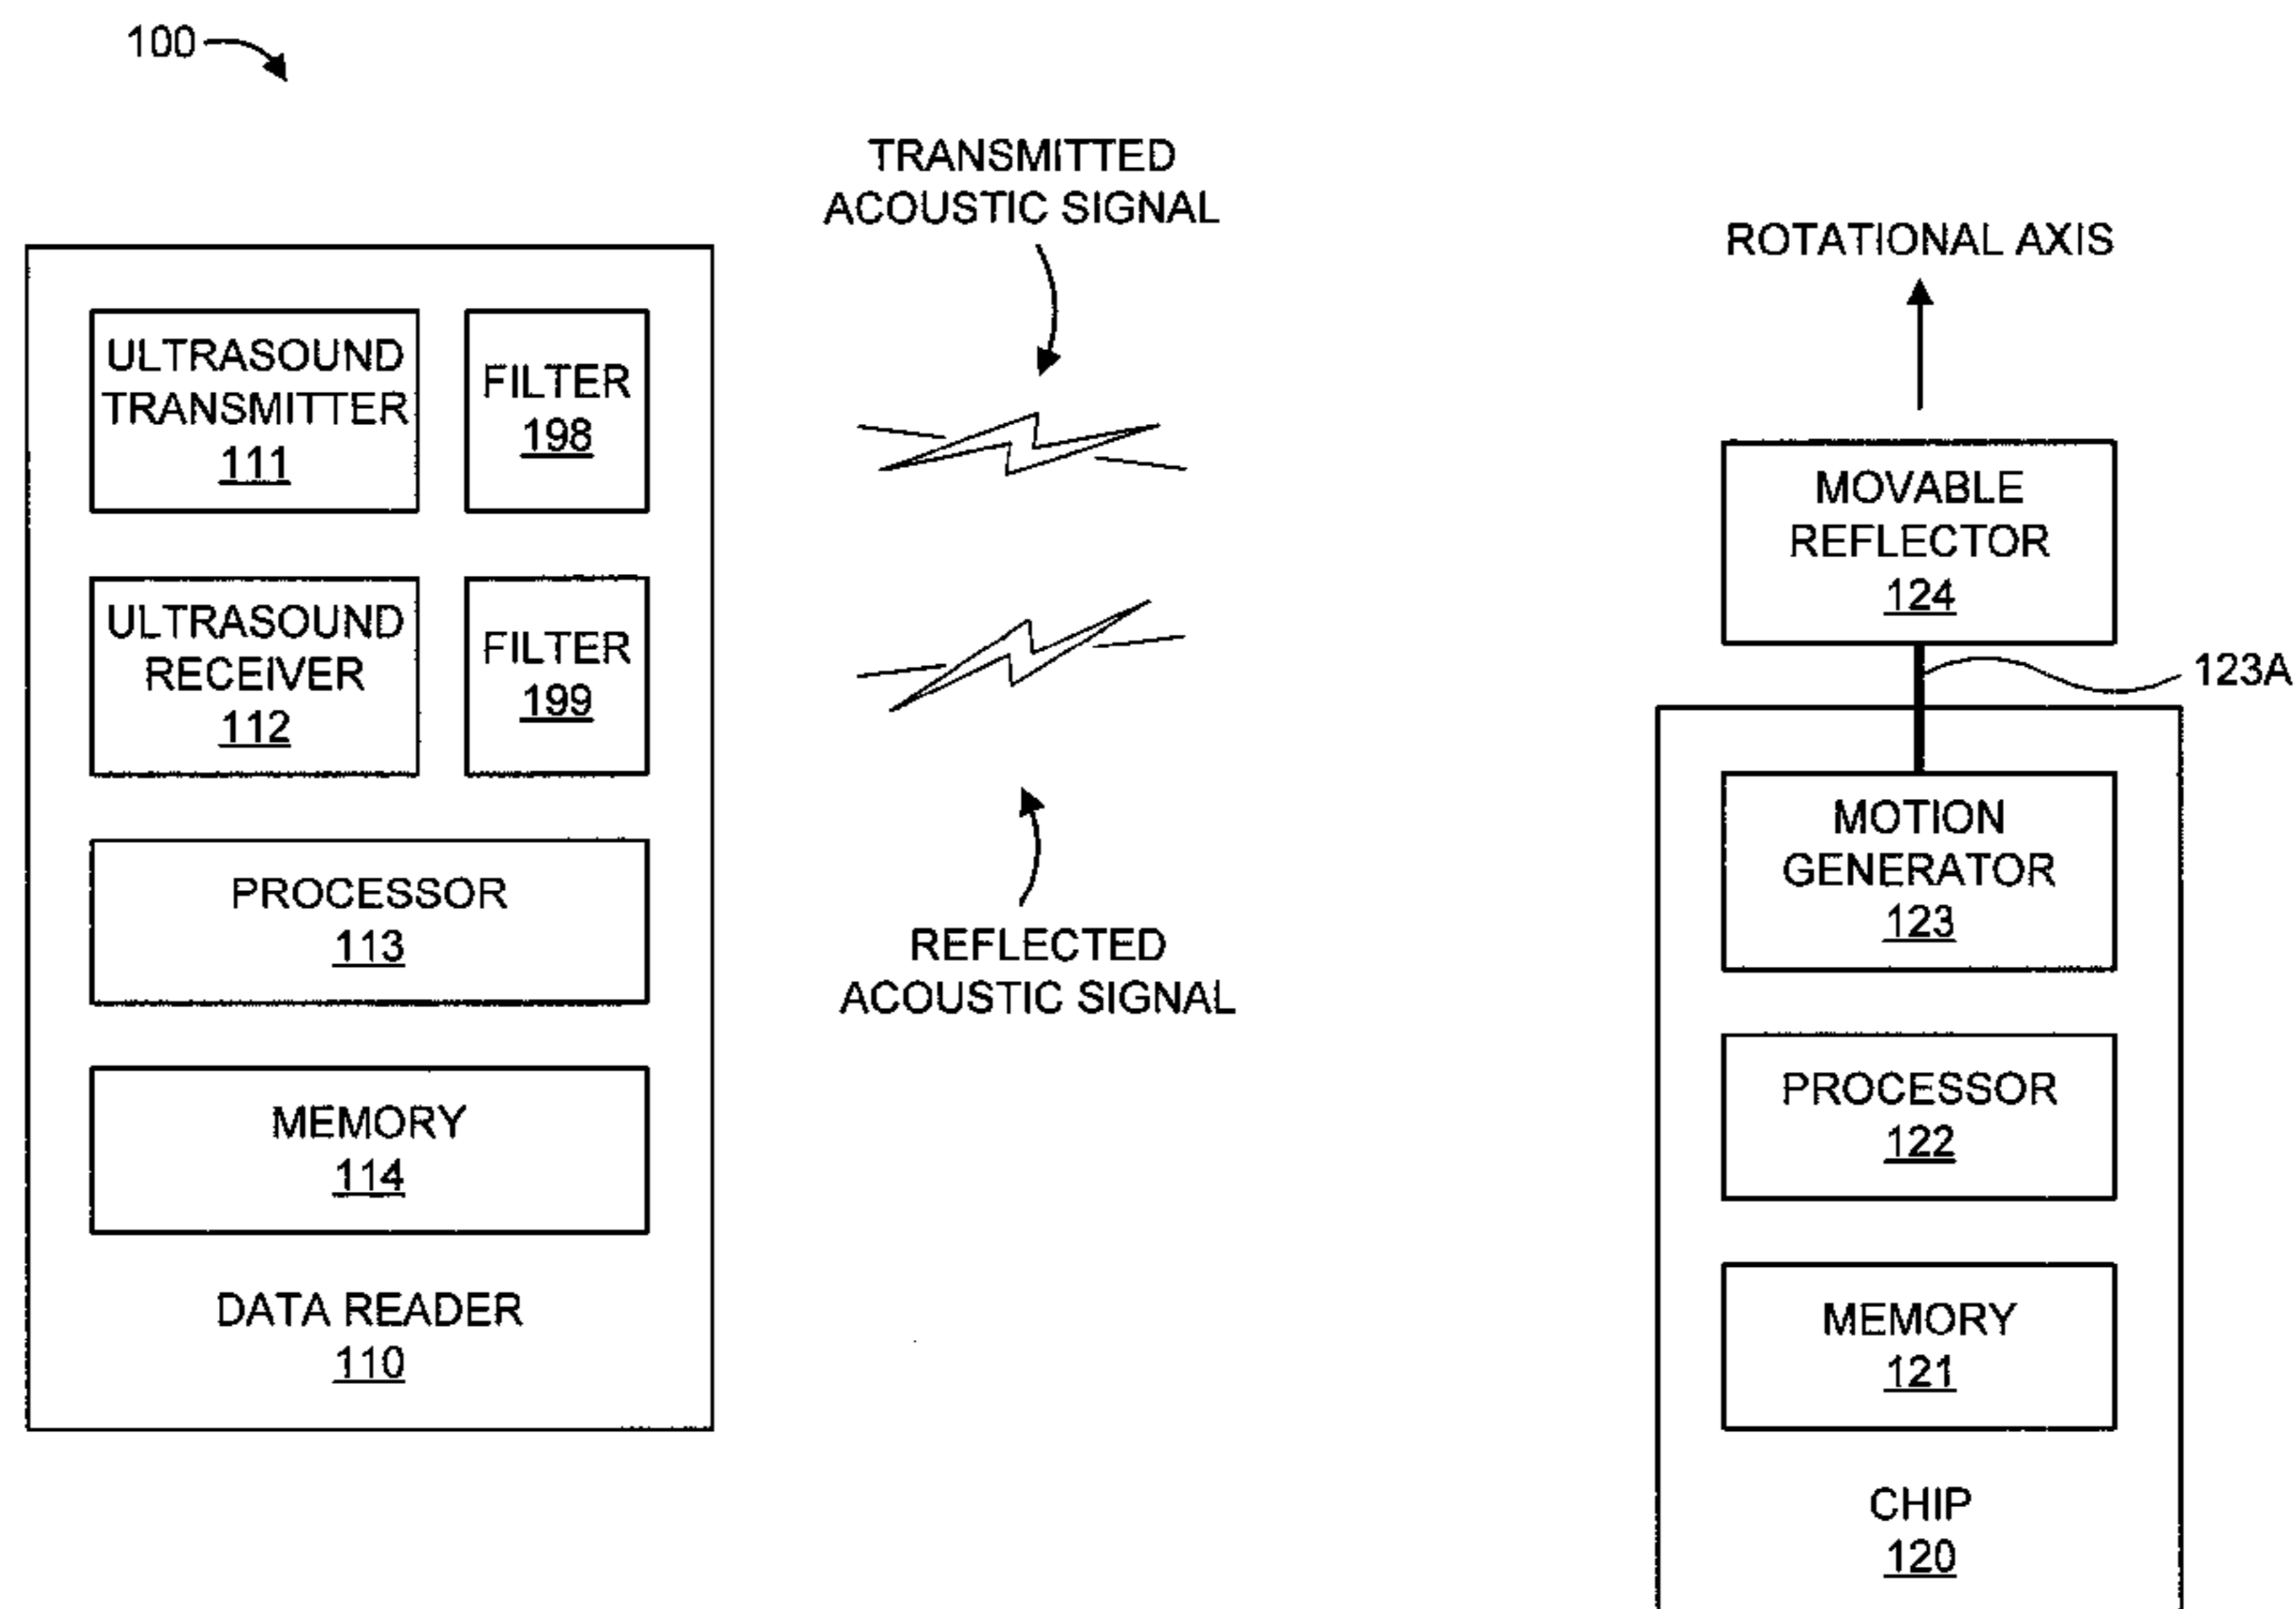 100
TRANSMITTED
ACOUSTIC SIGNAL
ROTATIONAL AXIS
ULTRASOUND
TRANSMITTER
111
FILTER
198
MOVABLE
REFLECTOR
124
ULTRASOUND
RECEIVER
112
FILTER
199
123A
MOTION
GENERATOR
123
PROCESSOR
113
REFLECTED
ACOUSTIC SIGNAL
PROCESSOR
122
MEMORY
114
DATA READER
110
MEMORY
121
CHIP
120